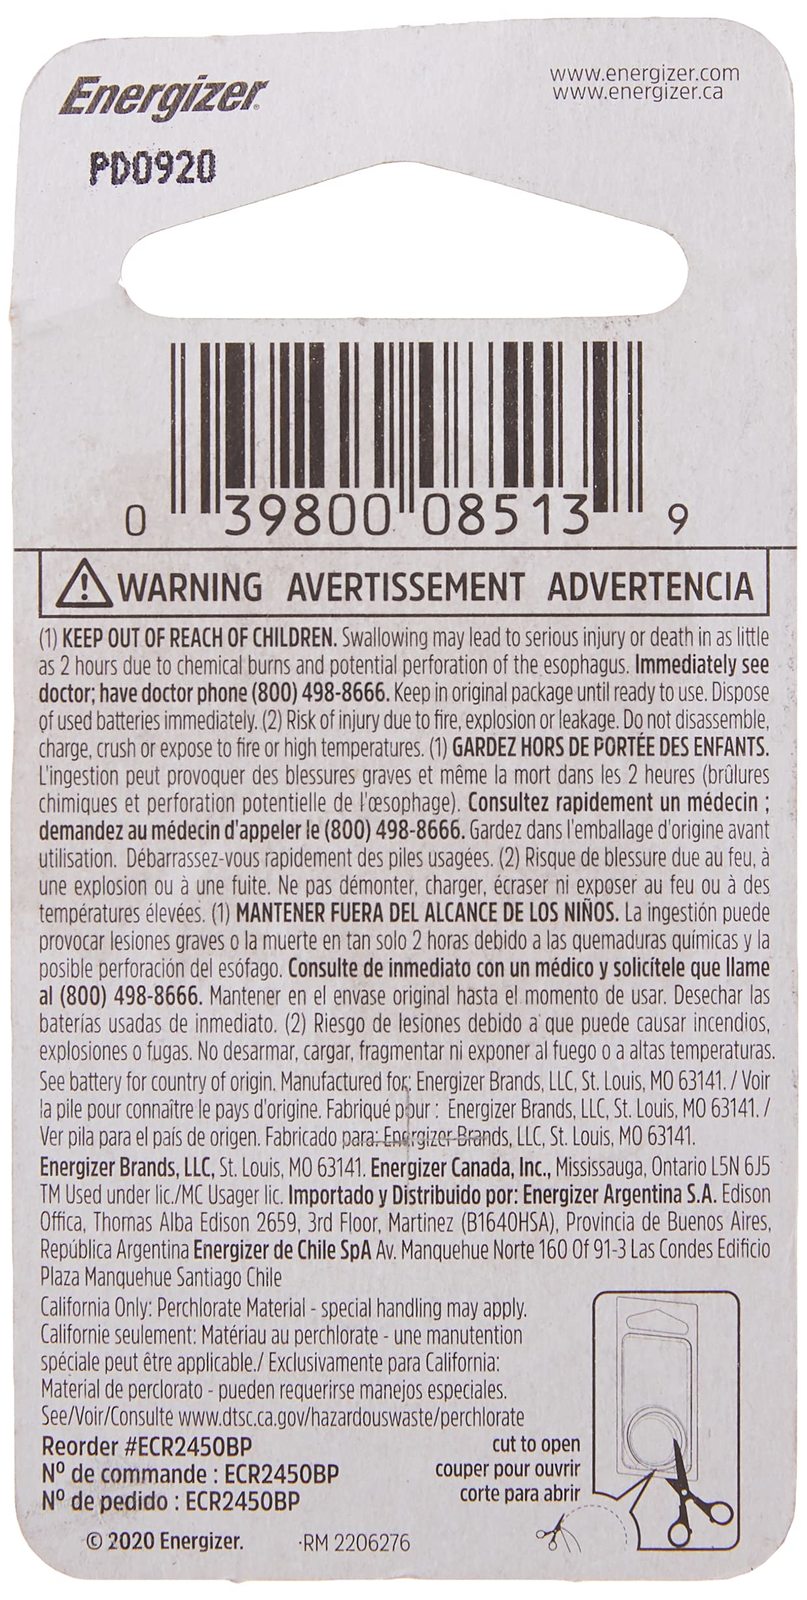 Energizer.
www.energizer.com
www.energizer.ca
PD0920
0 39800 08513 9
WARNING AVERTISSEMENT ADVERTENCIA
(1) KEEP OUT OF REACH OF CHILDREN. Swallowing may lead to serious injury or death in as little
as 2 hours due to chemical burns and potential perforation of the esophagus. Immediately see
doctor; have doctor phone (800) 498-8666. Keep in original package until ready to use. Dispose
of used batteries immediately. (2) Risk of injury due to fire, explosion or leakage. Do not disassemble,
charge, crush or expose to fire or high temperatures. (1) GARDEZ HORS DE PORTÉE DES ENFANTS.
L'ingestion peut provoquer des blessures graves et même la mort dans les 2 heures (brûlures
chimiques et perforation potentielle de l'œsophage). Consultez rapidement un médecin ;
demandez au médecin d'appeler le (800) 498-8666. Gardez dans l'emballage d'origine avant
utilisation. Débarrassez-vous rapidement des piles usagées. (2) Risque de blessure due au feu, à
une explosion ou à une fuite. Ne pas démonter, charger, écraser ni exposer au feu ou à des
températures élevées. (1) MANTENER FUERA DEL ALCANCE DE LOS NIÑOS. La ingestión puede
provocar lesiones graves o la muerte en tan solo 2 horas debido a las quemaduras químicas y la
posible perforación del esófago. Consulte de inmediato con un médico y solicítele que llame
al (800) 498-8666. Mantener en el envase original hasta el momento de usar. Desechar las
baterías usadas de inmediato. (2) Riesgo de lesiones debido a que puede causar incendios,
explosiones o fugas. No desarmar, cargar, fragmentar ni exponer al fuego o a altas temperaturas.
See battery for country of origin. Manufactured for: Energizer Brands, LLC, St. Louis, MO 63141. / Voir
la pile pour connaître le pays d'origine. Fabriqué pour : Energizer Brands, LLC, St. Louis, MO 63141. /
Ver pila para el país de origen. Fabricado para: Energizer Brands, LLC, St. Louis, MO 63141.
Energizer Brands, LLC, St. Louis, MO 63141. Energizer Canada, Inc., Mississauga, Ontario L5N 6J5
TM Used under lic./MC Usager lic. Importado y Distribuido por: Energizer Argentina S.A. Edison
Offica, Thomas Alba Edison 2659, 3rd Floor, Martinez (B1640HSA), Provincia de Buenos Aires,
República Argentina Energizer de Chile SpA Av. Manquehue Norte 160 Of 91-3 Las Condes Edificio
Plaza Manquehue Santiago Chile
California Only: Perchlorate Material - special handling may apply.
Californie seulement: Matériau au perchlorate - une manutention
spéciale peut être applicable./ Exclusivamente para California:
Material de perclorato - pueden requerirse manejos especiales.
See/Voir/Consulte www.dtsc.ca.gov/hazardouswaste/perchlorate
Reorder #ECR2450BP
Nº de commande : ECR2450BP
Nº de pedido : ECR2450BP
cut to open
couper pour ouvrir
corte para abrir
© 2020 Energizer.
RM 2206276